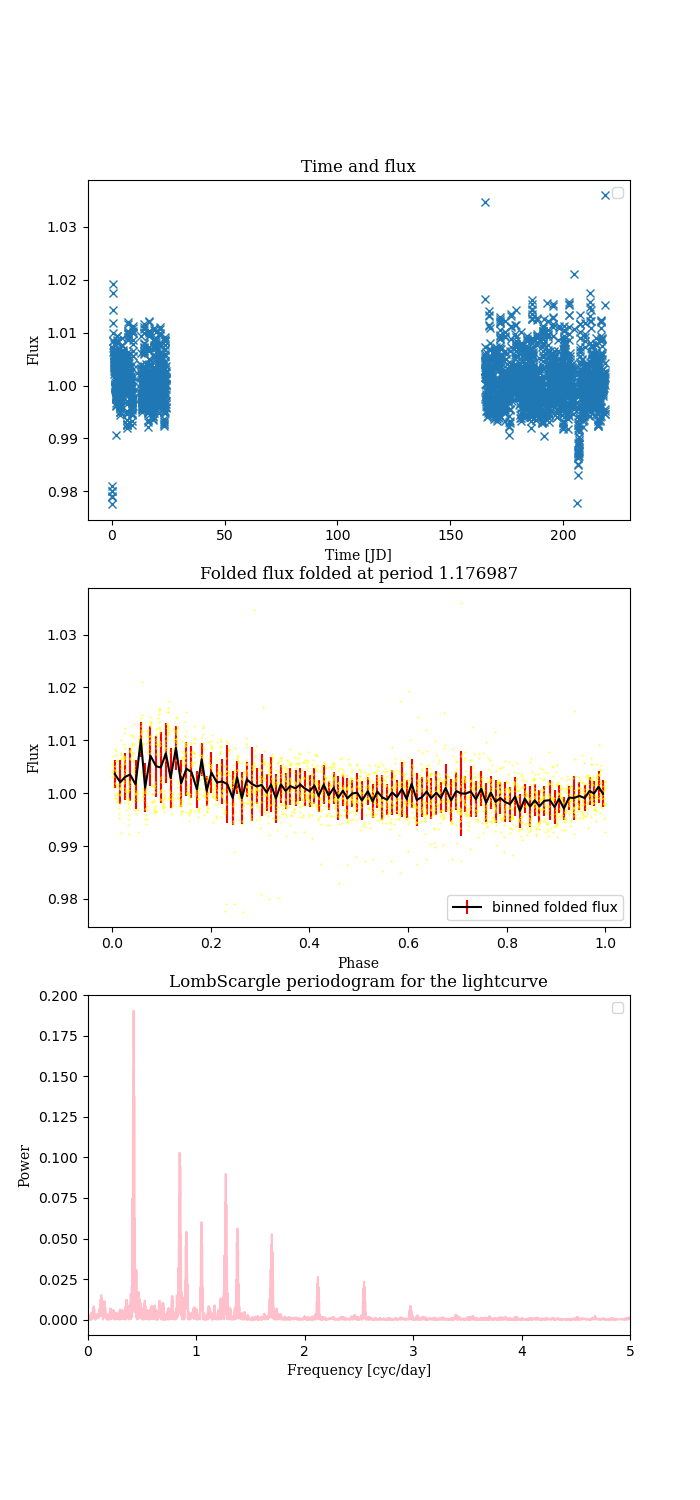 Time and flux
1.03
1.02
1.01
1.00
0.99
0.98
Flux
0 50 100 150 200
Time [JD]
Folded flux folded at period 1.176987
1.03
1.02
1.01
1.00
0.99
0.98
Flux
binned folded flux
0.0 0.2 0.4 0.6 0.8 1.0
Phase
LombScargle periodogram for the lightcurve
0.200
0.175
0.150
0.125
0.100
0.075
0.050
0.025
0.000
Power
0 1 2 3 4 5
Frequency [cyc/day]